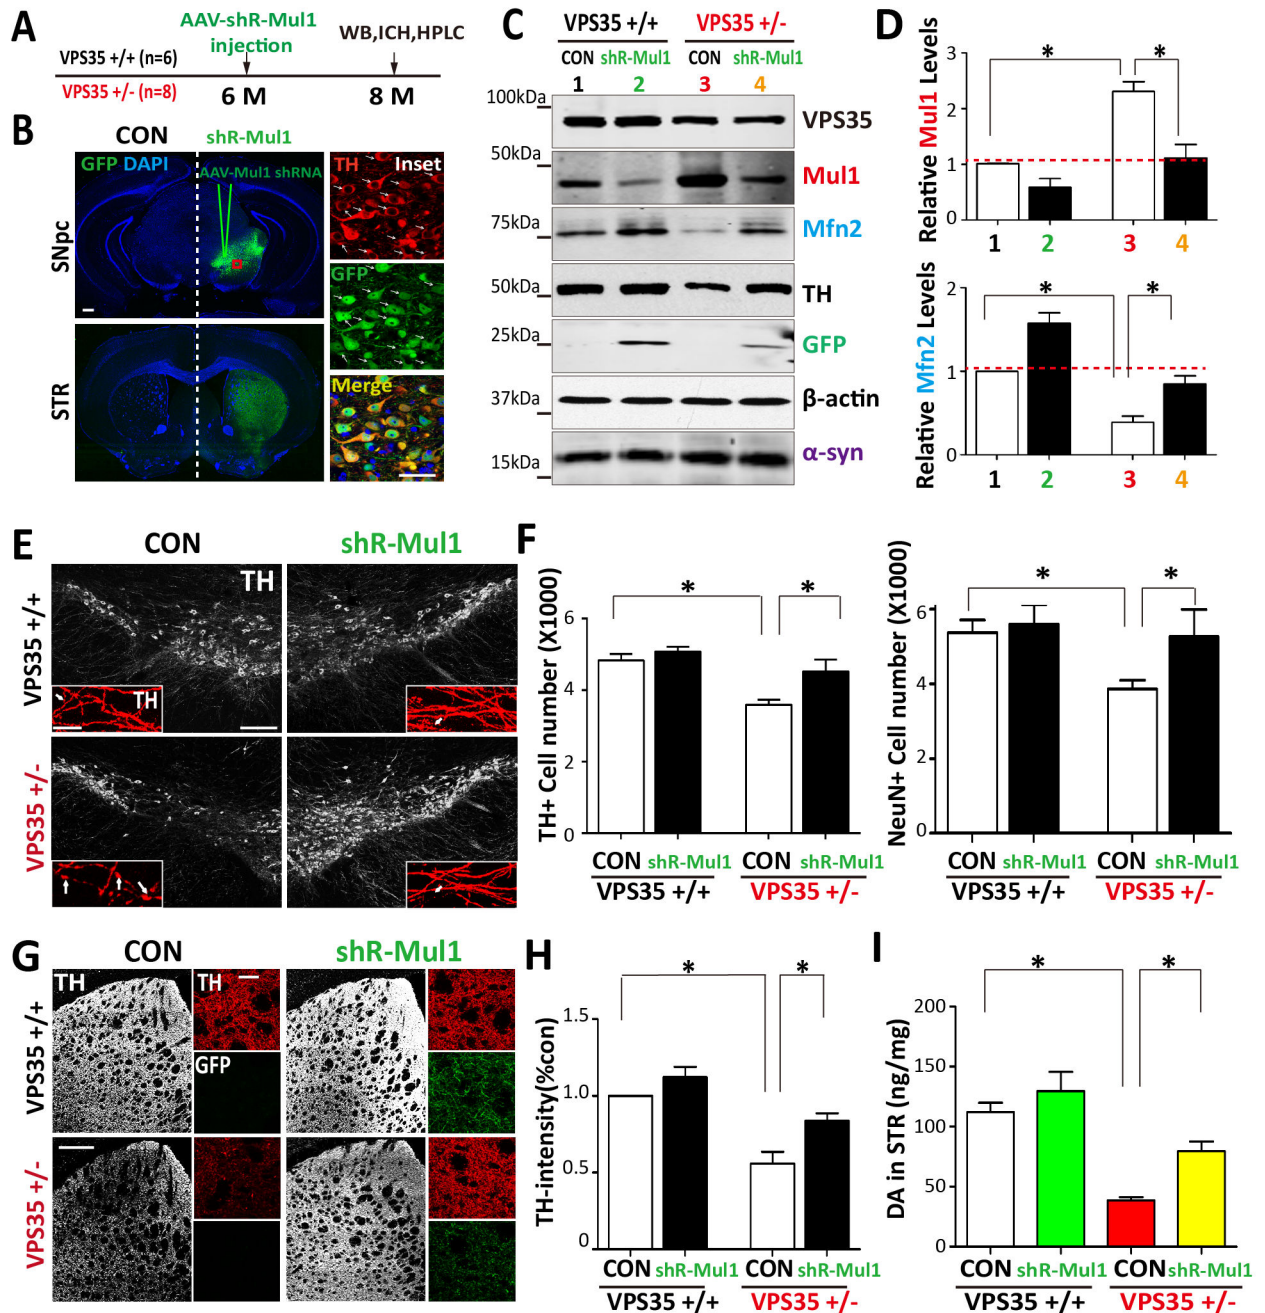 A
AAV-shR-Mul1
injection
WB,ICH,HPLC
VPS35 +/+ (n=6)
VPS35 +/- (n=8)
6 M
8 M
B
CON
shR-Mul1
GFP DAPI
AAV-Mul1 shRNA
TH
Inset
GFP
Merge
SNpc
STR
C
VPS35 +/+
VPS35 +/-
CON
shR-Mul1
CON
shR-Mul1
1
2
3
4
100kDa
VPS35
50kDa
Mul1
75kDa
Mfn2
50kDa
TH
25kDa
GFP
37kDa
β-actin
15kDa
α-syn
D
Relative Mul1 Levels
3
2
1
0
*
*
1
2
3
4
Relative Mfn2 Levels
2
1
0
*
*
1
2
3
4
E
CON
shR-Mul1
VPS35 +/+
VPS35 +/-
TH
TH
F
TH+ Cell number (X1000)
6
4
2
0
*
*
CON
shR-Mul1
CON
shR-Mul1
VPS35 +/+
VPS35 +/-
NeuN+ Cell number (X1000)
6
4
2
0
*
*
CON
shR-Mul1
CON
shR-Mul1
VPS35 +/+
VPS35 +/-
G
CON
shR-Mul1
VPS35 +/+
VPS35 +/-
TH
TH
GFP
H
TH-intensity(%con)
1.5
1.0
0.5
0
*
*
CON
shR-Mul1
CON
shR-Mul1
VPS35 +/+
VPS35 +/-
I
DA in STR (ng/mg)
200
150
100
50
0
*
*
CON
shR-Mul1
CON
shR-Mul1
VPS35 +/+
VPS35 +/-